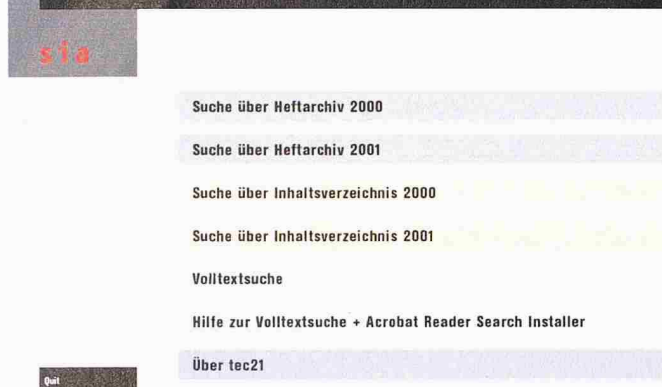 sia
Suche über Heftarchiv 2000
Suche über Heftarchiv 2001
Suche über Inhaltsverzeichnis 2000
Suche über Inhaltsverzeichnis 2001
Volltextsuche
Hilfe zur Volltextsuche + Acrobat Reader Search Installer
Über tec21
Quit